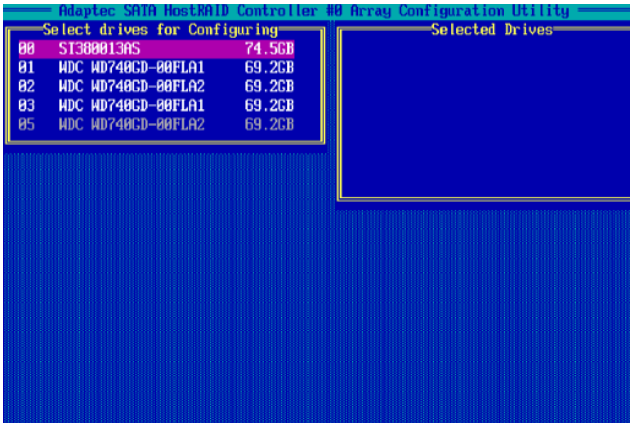 Adaptec SATA HostRAID Controller #0 Array Configuration Utility
Select drives for Configuring
00 ST380013AS 74.5GB
01 WDC WD740GD-00FLA1 69.2GB
02 WDC WD740GD-00FLA2 69.2GB
03 WDC WD740GD-00FLA1 69.2GB
05 WDC WD740GD-00FLA2 69.2GB
Selected Drives